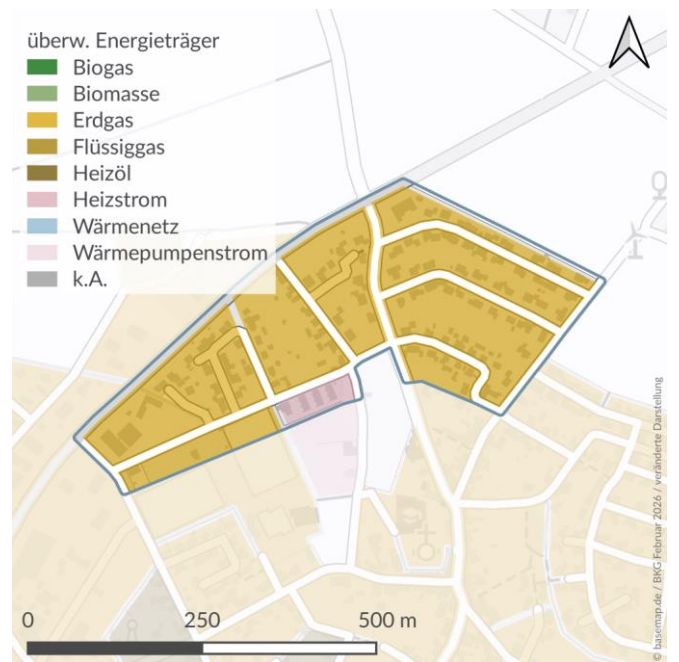 überw. Energieträger
Biogas
Biomasse
Erdgas
Flüssiggas
Heizöl
Heizstrom
Wärmenetz
Wärmepumpenstrom
k.A.
0 250 500 m
© basemap.de / BKG Februar 2026 / veränderte Darstellung